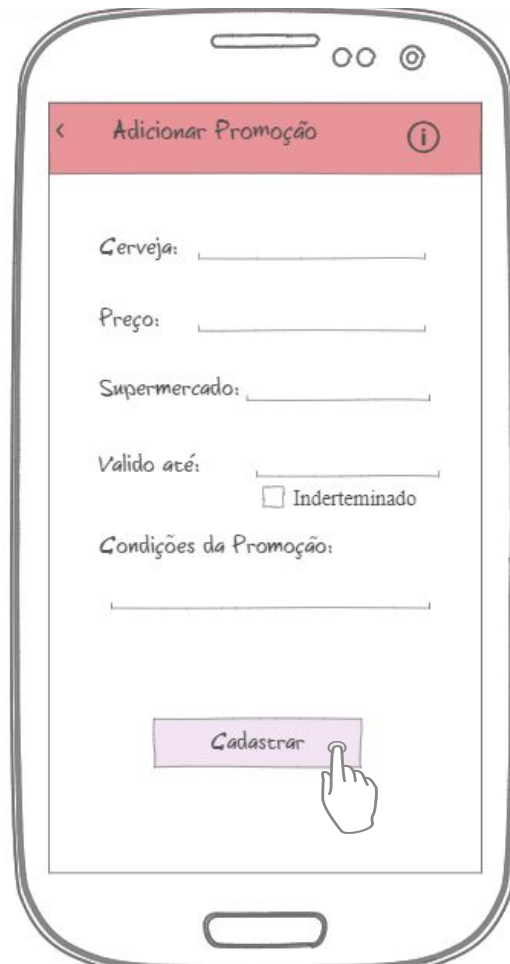 < Adicionar Promoção i
Cerveja:
Preço:
Supermercado:
Valido até:
Inderteminado
Condições da Promoção:
Cadastrar